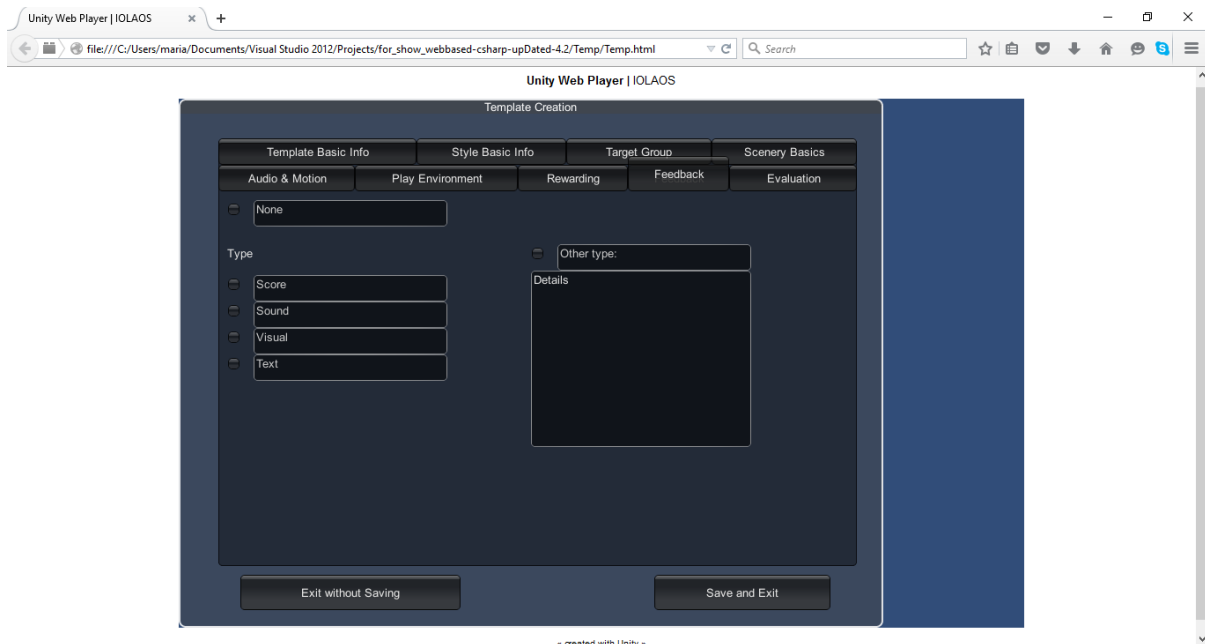 Unity Web Player | IOLAOS
file:///C:/Users/maria/Documents/Visual Studio 2012/Projects/for_show_webbased-csharp-upDated-4.2/Temp/Temp.html
Search
Unity Web Player | IOLAOS
Template Creation
Template Basic Info
Style Basic Info
Target Group
Scenery Basics
Audio & Motion
Play Environment
Rewarding
Feedback
Evaluation
None
Type
Other type:
Score
Details
Sound
Visual
Text
Exit without Saving
Save and Exit
« created with Unity »